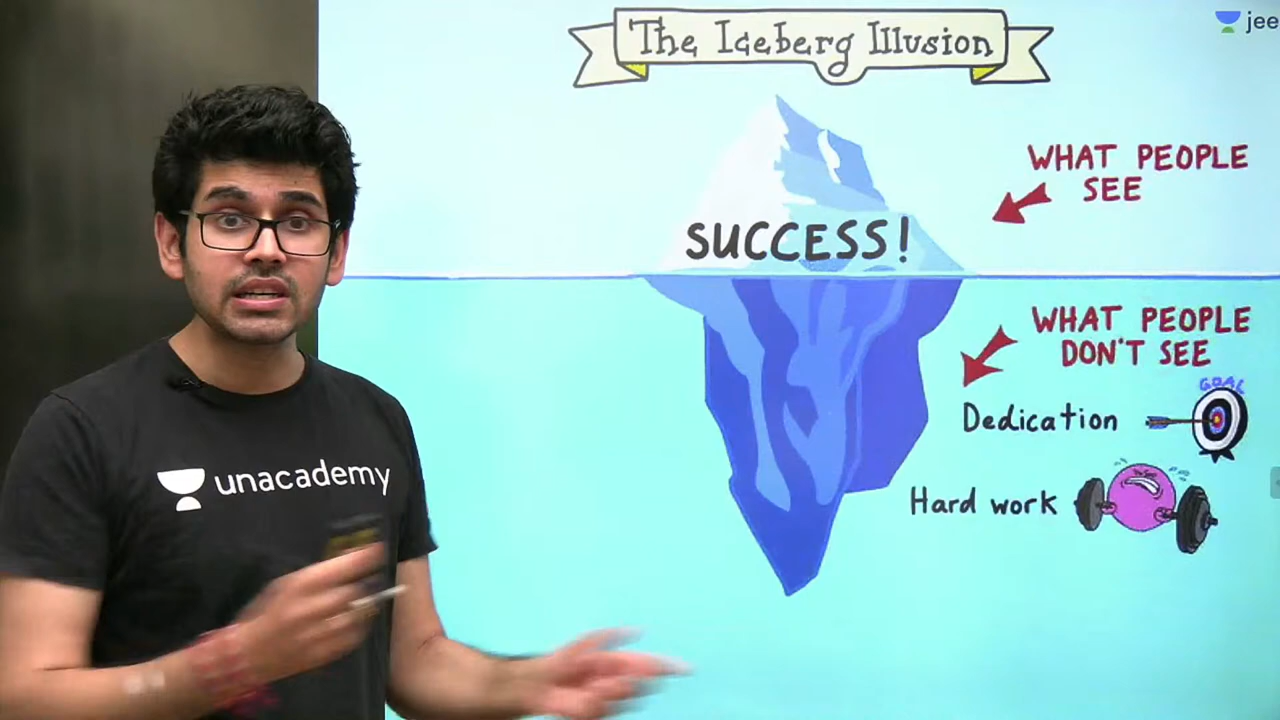 The Iceberg Illusion
jee
WHAT PEOPLE
SEE
SUCCESS!
WHAT PEOPLE
DON'T SEE
GOAL
Dedication
Hard work
unacademy